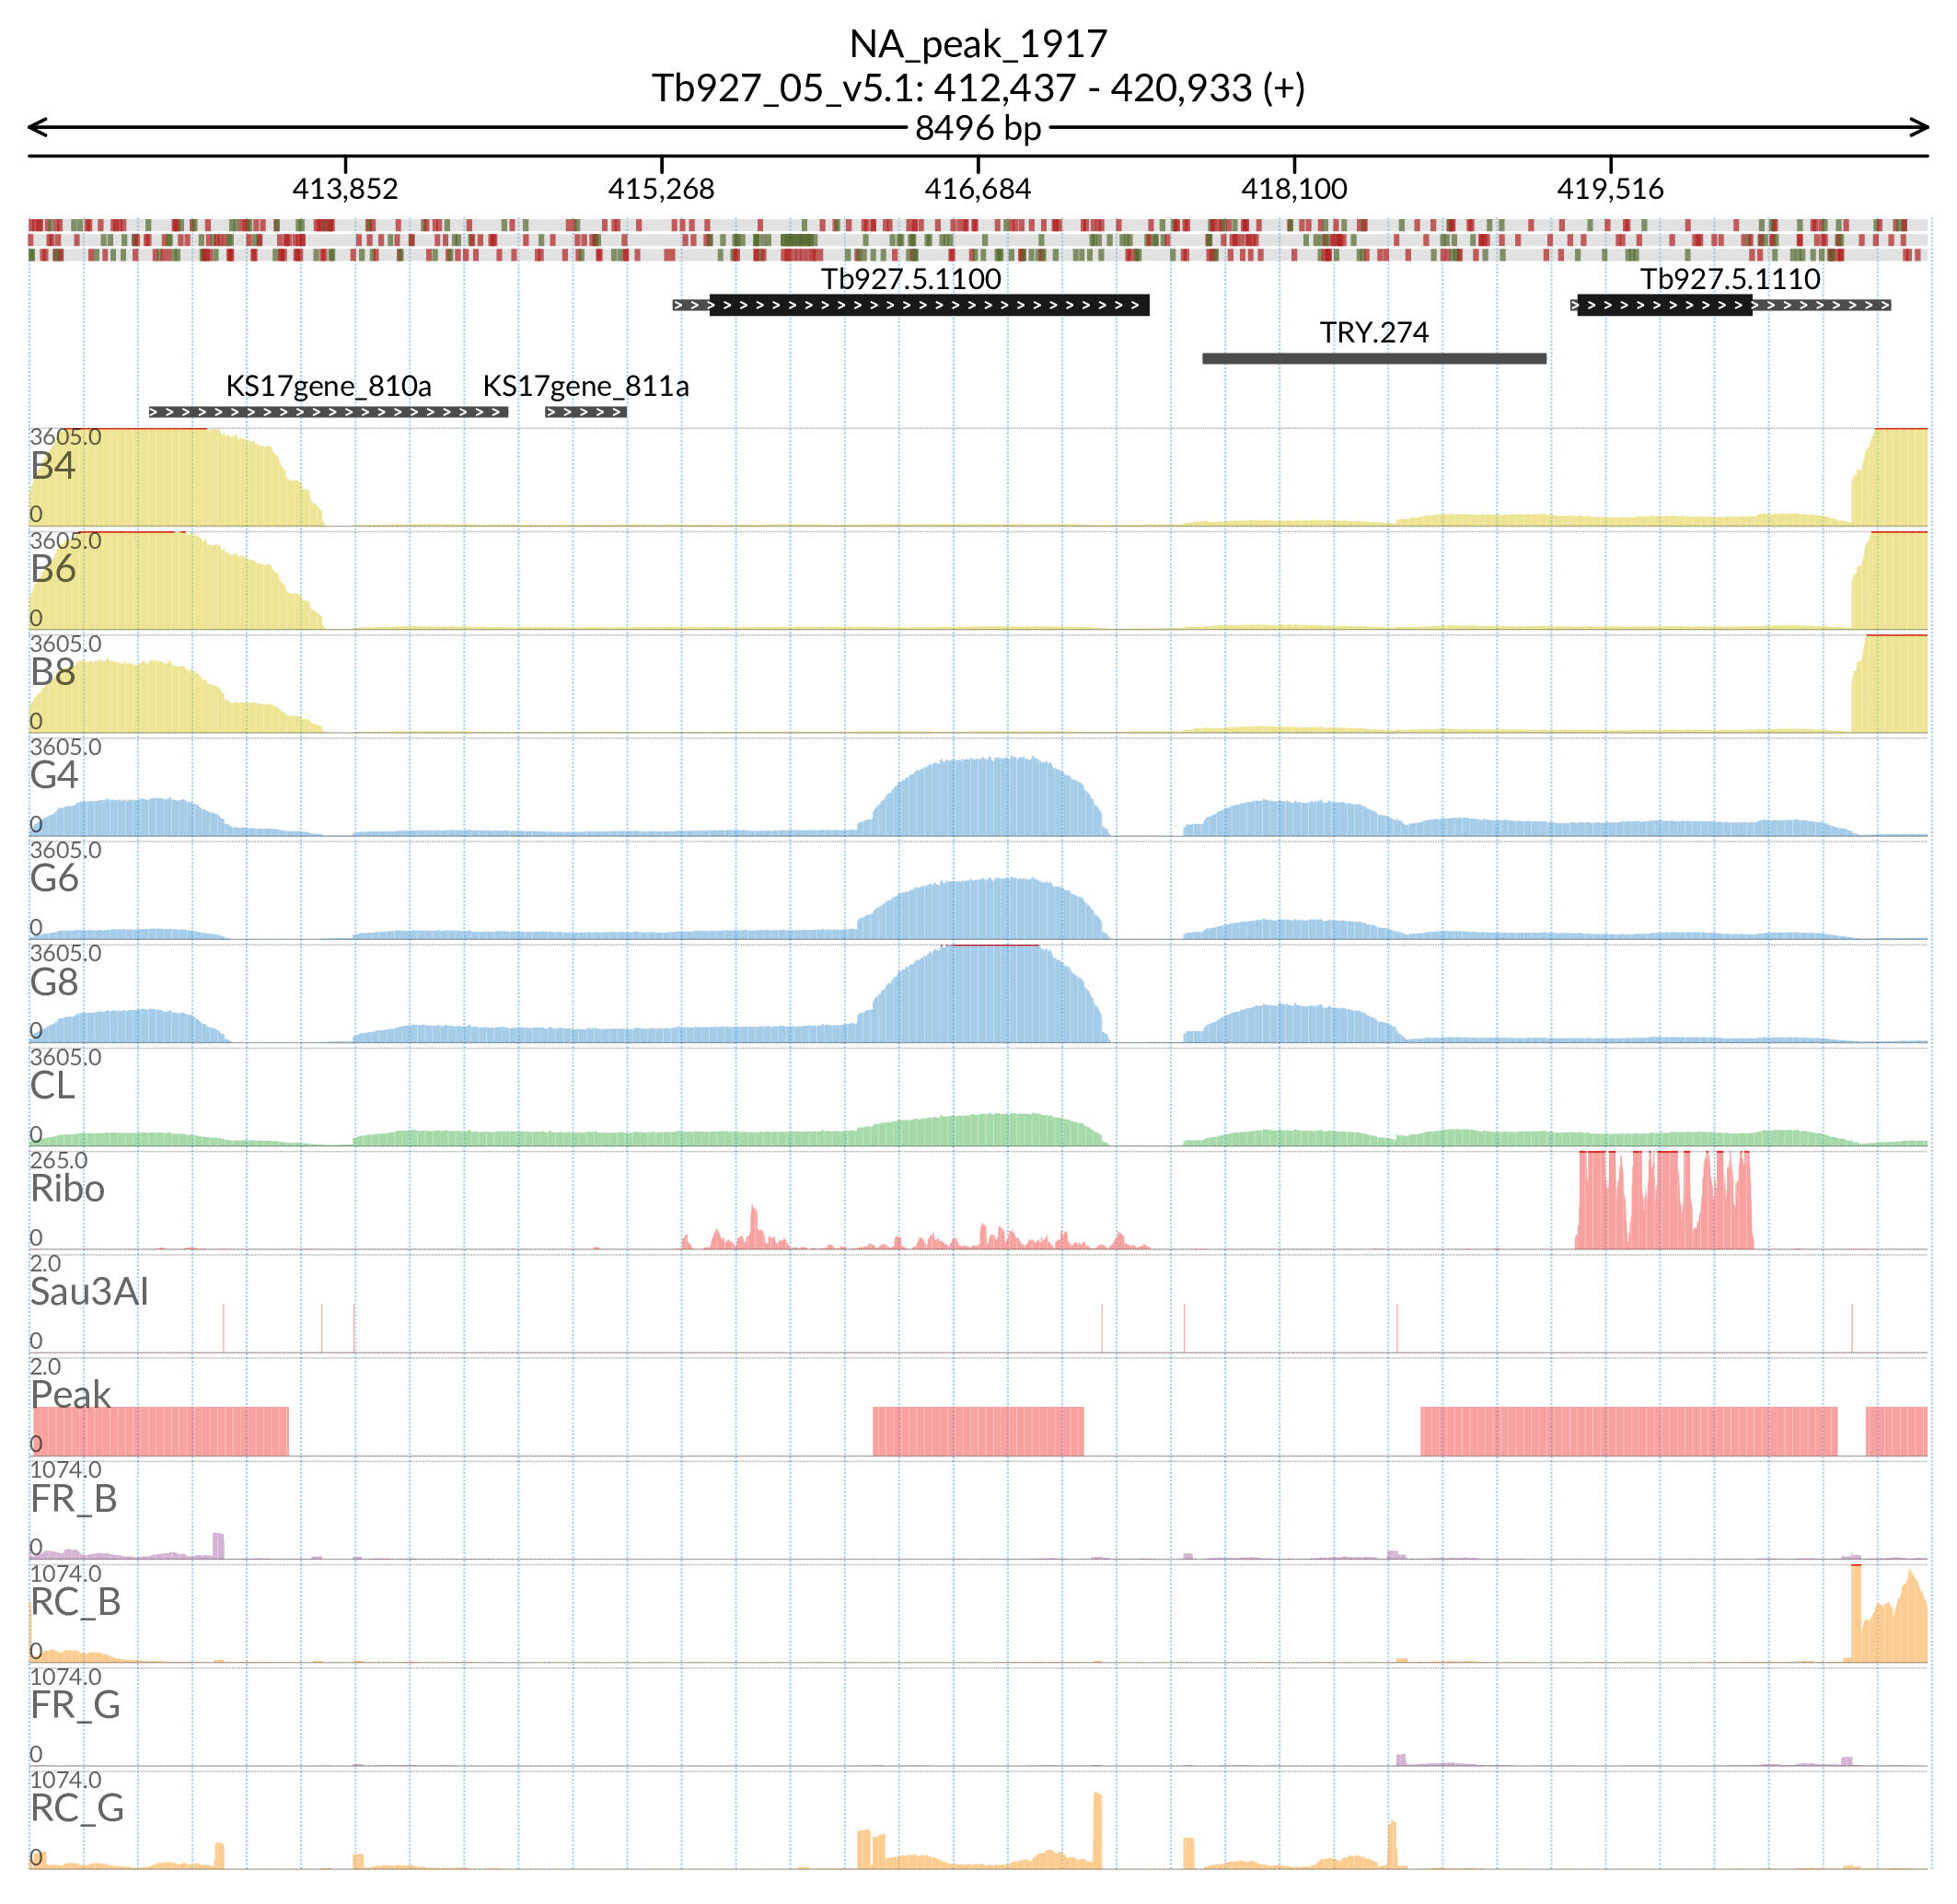 NA_peak_1917
Tb927_05_v5.1: 412,437 - 420,933 (+)
8496 bp
413,852 415,268 416,684 418,100 419,516
Tb927.5.1100 Tb927.5.1110
TRY.274
KS17gene_810a KS17gene_811a
3605.0
B4
0
3605.0
B6
0
3605.0
B8
0
3605.0
G4
0
3605.0
G6
0
3605.0
G8
0
3605.0
CL
0
265.0
Ribo
0
2.0
Sau3AI
0
2.0
Peak
0
1074.0
FR_B
0
1074.0
RC_B
0
1074.0
FR_G
0
1074.0
RC_G
0